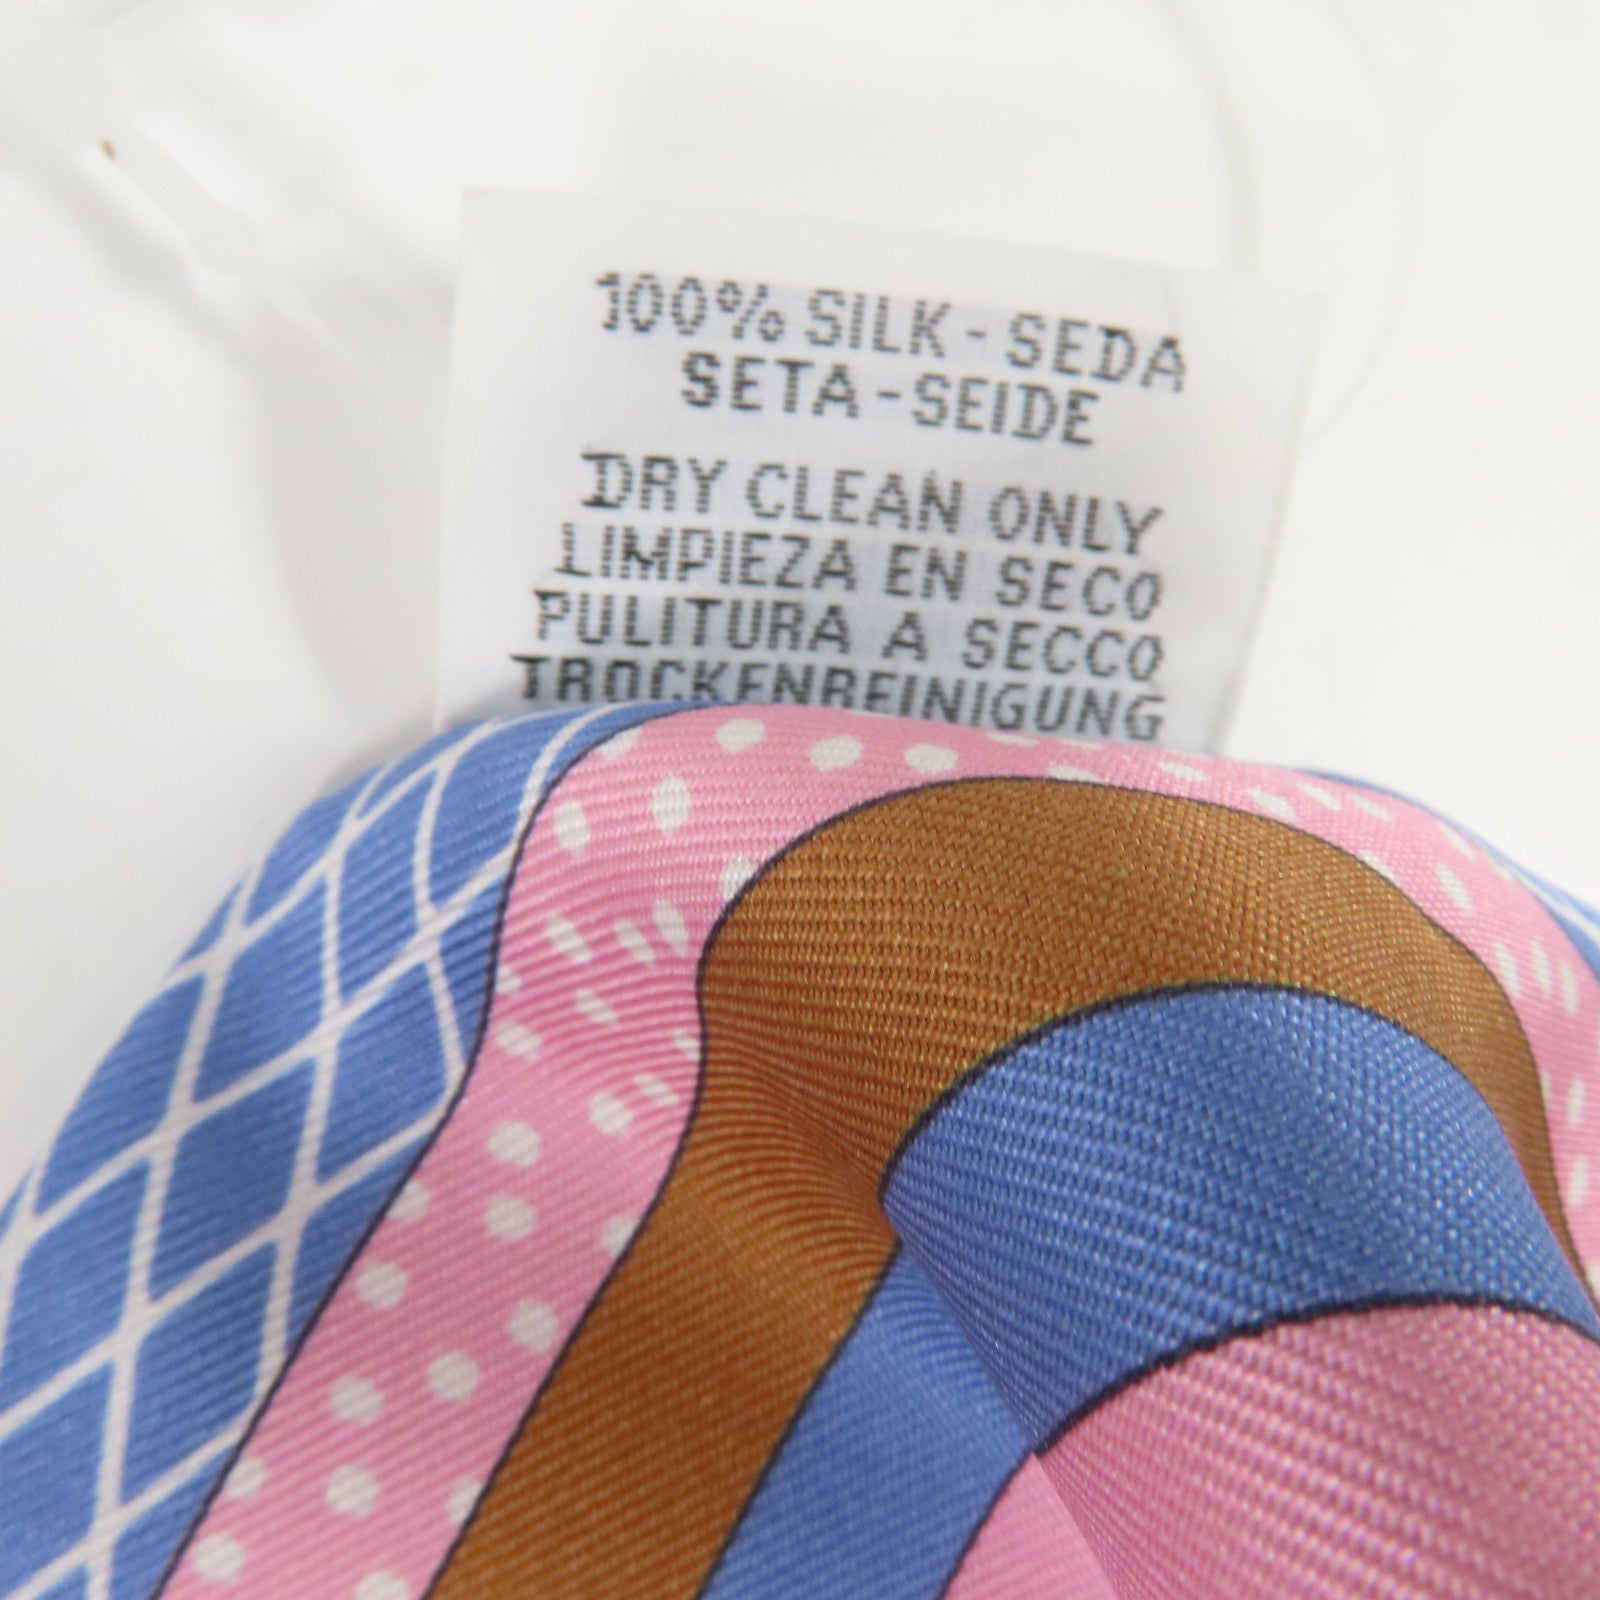 100% SILK - SEDA
SETA - SEIDE
DRY CLEAN ONLY
LIMPIEZA EN SECO
PULITURA A SECCO
TROCKENREINIGUNG